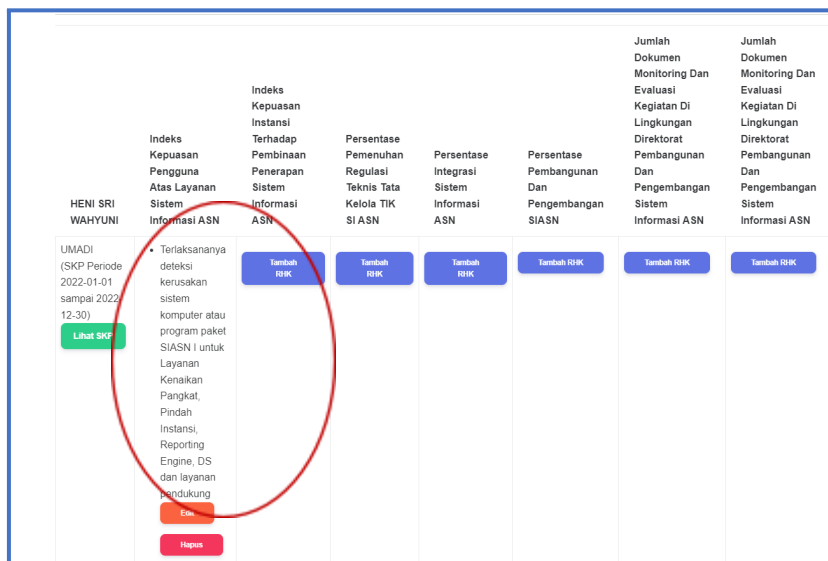 HENI SRI
WAHYUNI
Indeks
Kepuasan
Pengguna
Atas Layanan
Sistem
Informasi ASN
Indeks
Kepuasan
Instansi
Terhadap
Pembinaan
Penerapan
Sistem
Informasi
ASN
Persentase
Pemenuhan
Regulasi
Teknis Tata
Kelola TIK
SI ASN
Persentase
Integrasi
Sistem
Informasi
ASN
Persentase
Pembangunan
Dan
Pengembangan
SIASN
Jumlah
Dokumen
Monitoring Dan
Evaluasi
Kegiatan Di
Lingkungan
Direktorat
Pembangunan
Dan
Pengembangan
Sistem
Informasi ASN
Jumlah
Dokumen
Monitoring Dan
Evaluasi
Kegiatan Di
Lingkungan
Direktorat
Pembangunan
Dan
Pengembangan
Sistem
Informasi ASN
UMADI
(SKP Periode
2022-01-01
sampai 2022-
12-30)
Lihat SKP
• Terlaksananya
deteksi
kerusakan
sistem
komputer atau
program paket
SIASN I untuk
Layanan
Kenaikan
Pangkat,
Pindah
Instansi,
Reporting
Engine, DS
dan layanan
pendukung
Edit
Hapus
Tambah
RHK
Tambah
RHK
Tambah
RHK
Tambah RHK
Tambah RHK
Tambah RHK